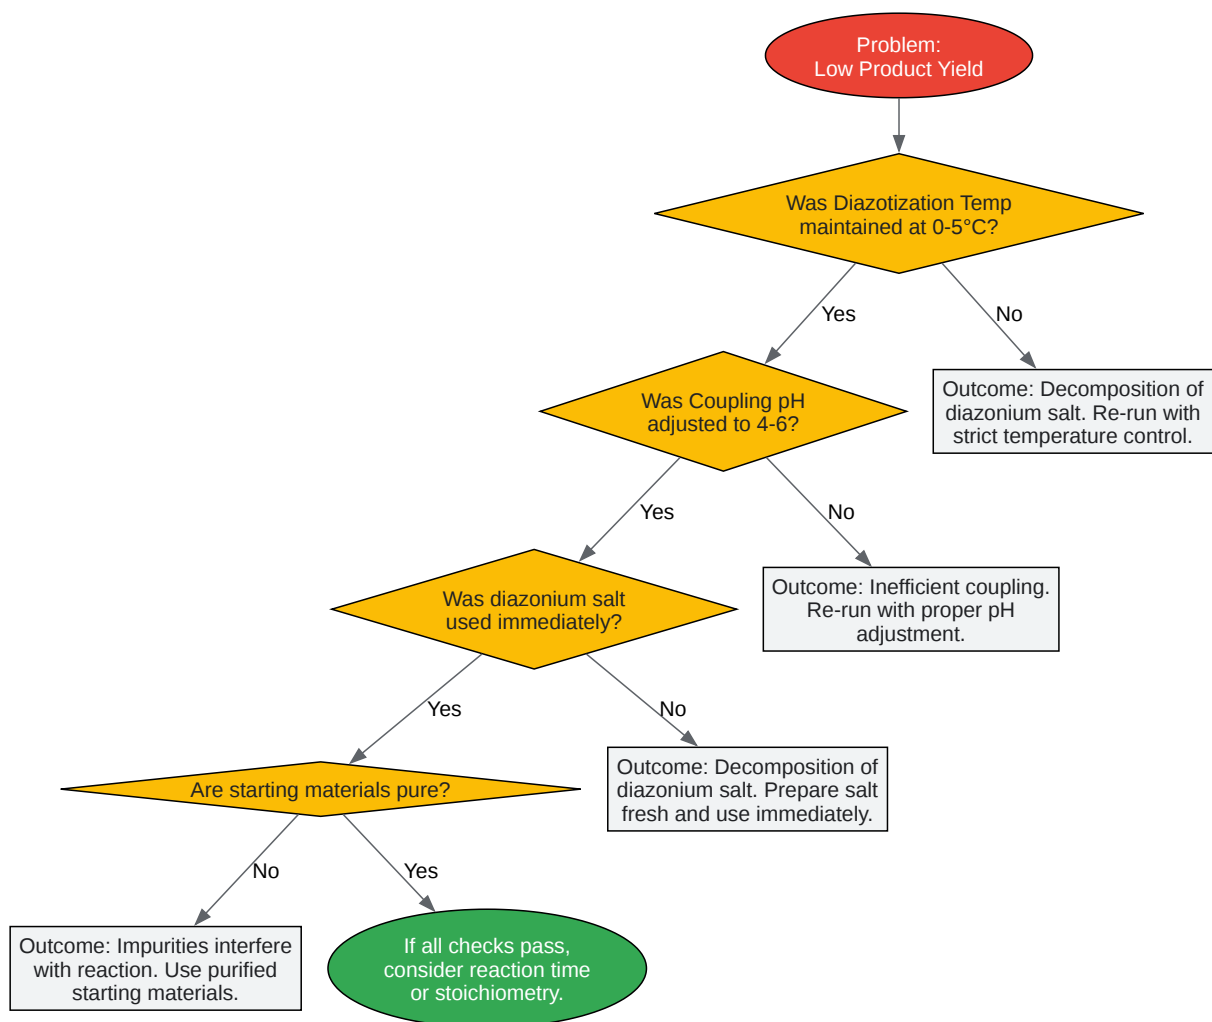 Problem:
Low Product Yield
Was Diazotization Temp
maintained at 0-5°C?
Yes
No
Was Coupling pH
adjusted to 4-6?
Outcome: Decomposition of
diazonium salt. Re-run with
strict temperature control.
Yes
No
Was diazonium salt
used immediately?
Outcome: Inefficient coupling.
Re-run with proper pH
adjustment.
Yes
No
Are starting materials pure?
Outcome: Decomposition of
diazonium salt. Prepare salt
fresh and use immediately.
No
Yes
Outcome: Impurities interfere
with reaction. Use purified
starting materials.
If all checks pass,
consider reaction time
or stoichiometry.